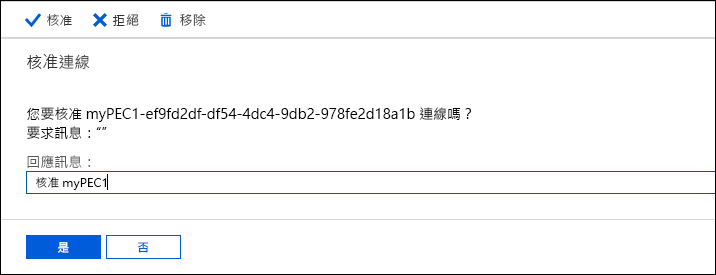 核准 拒絕 移除
核准連線
您要核准 myPEC1-ef9fd2df-df54-4dc4-9db2-978fe2d18a1b 連線嗎？
要求訊息：“”
回應訊息：
核准 myPEC1
是 否